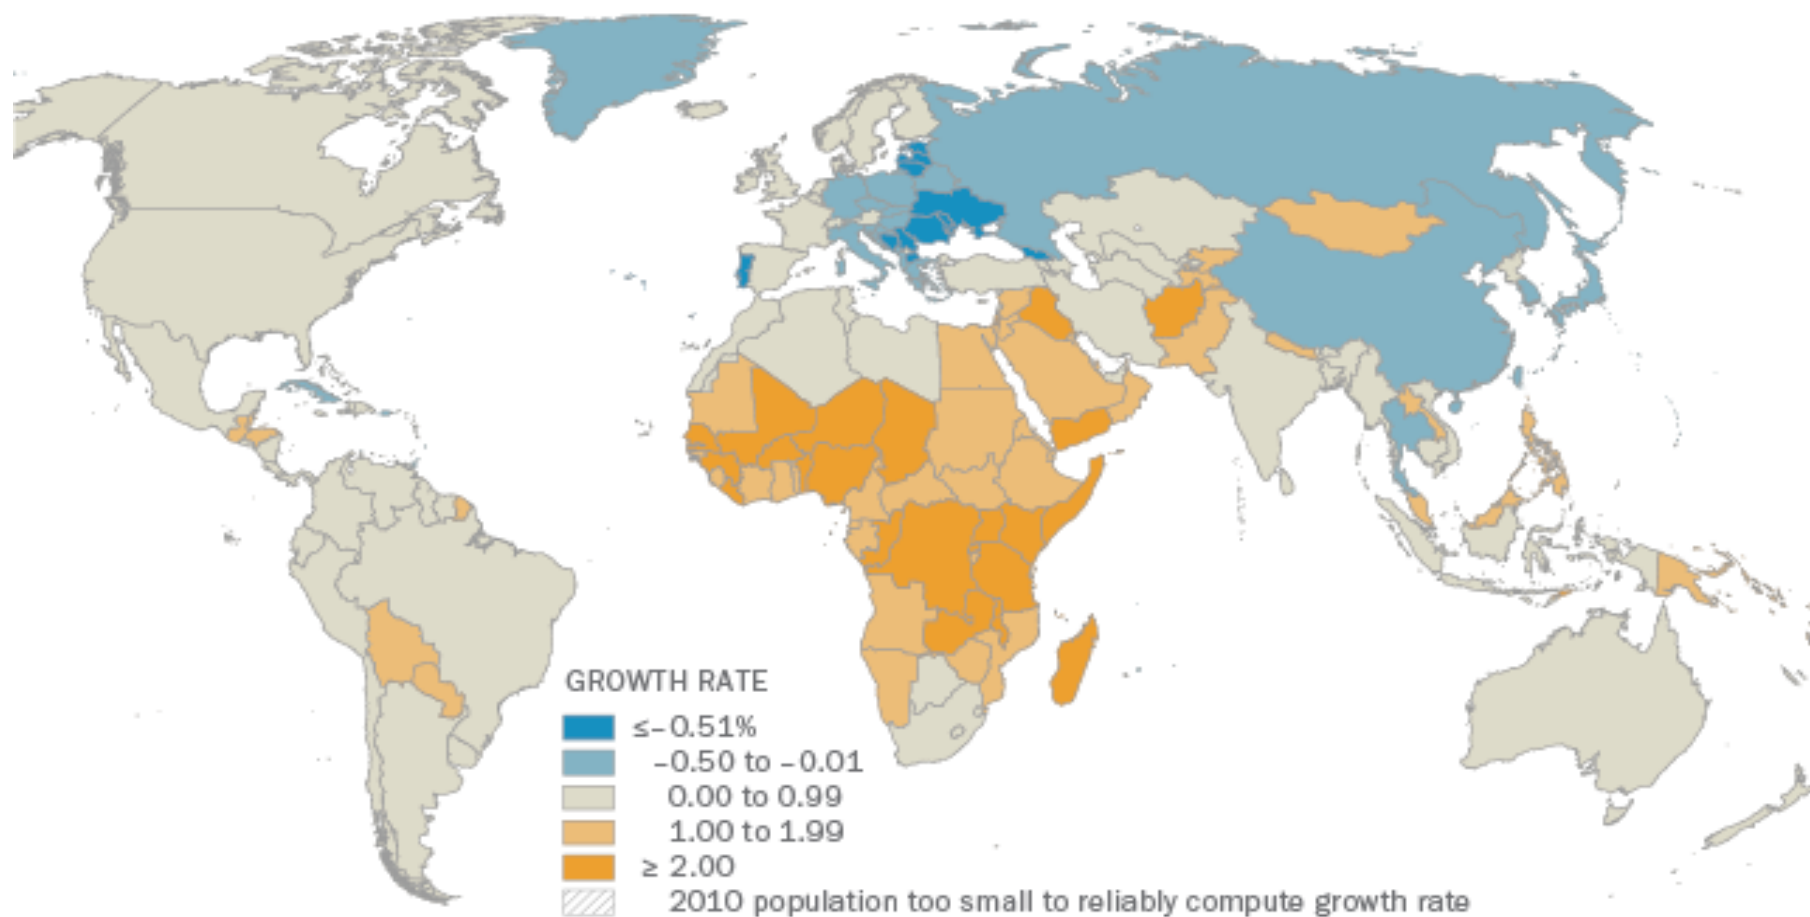 GROWTH RATE
≤–0.51%
–0.50 to –0.01
0.00 to 0.99
1.00 to 1.99
≥ 2.00
2010 population too small to reliably compute growth rate